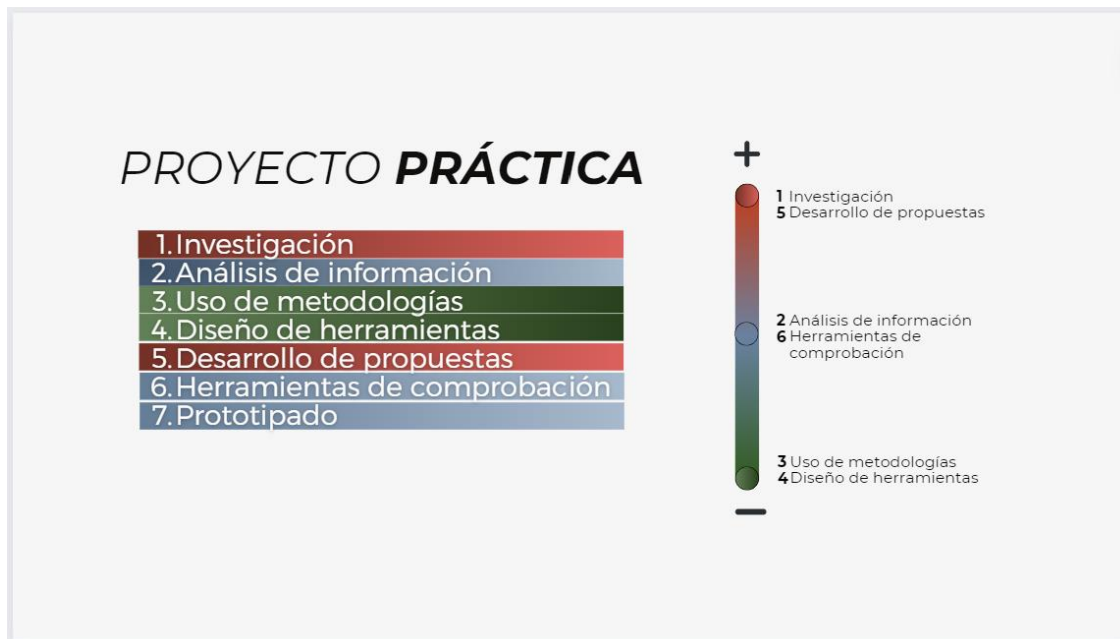 PROYECTO PRÁCTICA
1. Investigación
2. Análisis de información
3. Uso de metodologías
4. Diseño de herramientas
5. Desarrollo de propuestas
6. Herramientas de comprobación
7. Prototipado
+
1 Investigación
5 Desarrollo de propuestas
2 Análisis de información
6 Herramientas de
comprobación
3 Uso de metodologías
4 Diseño de herramientas
−